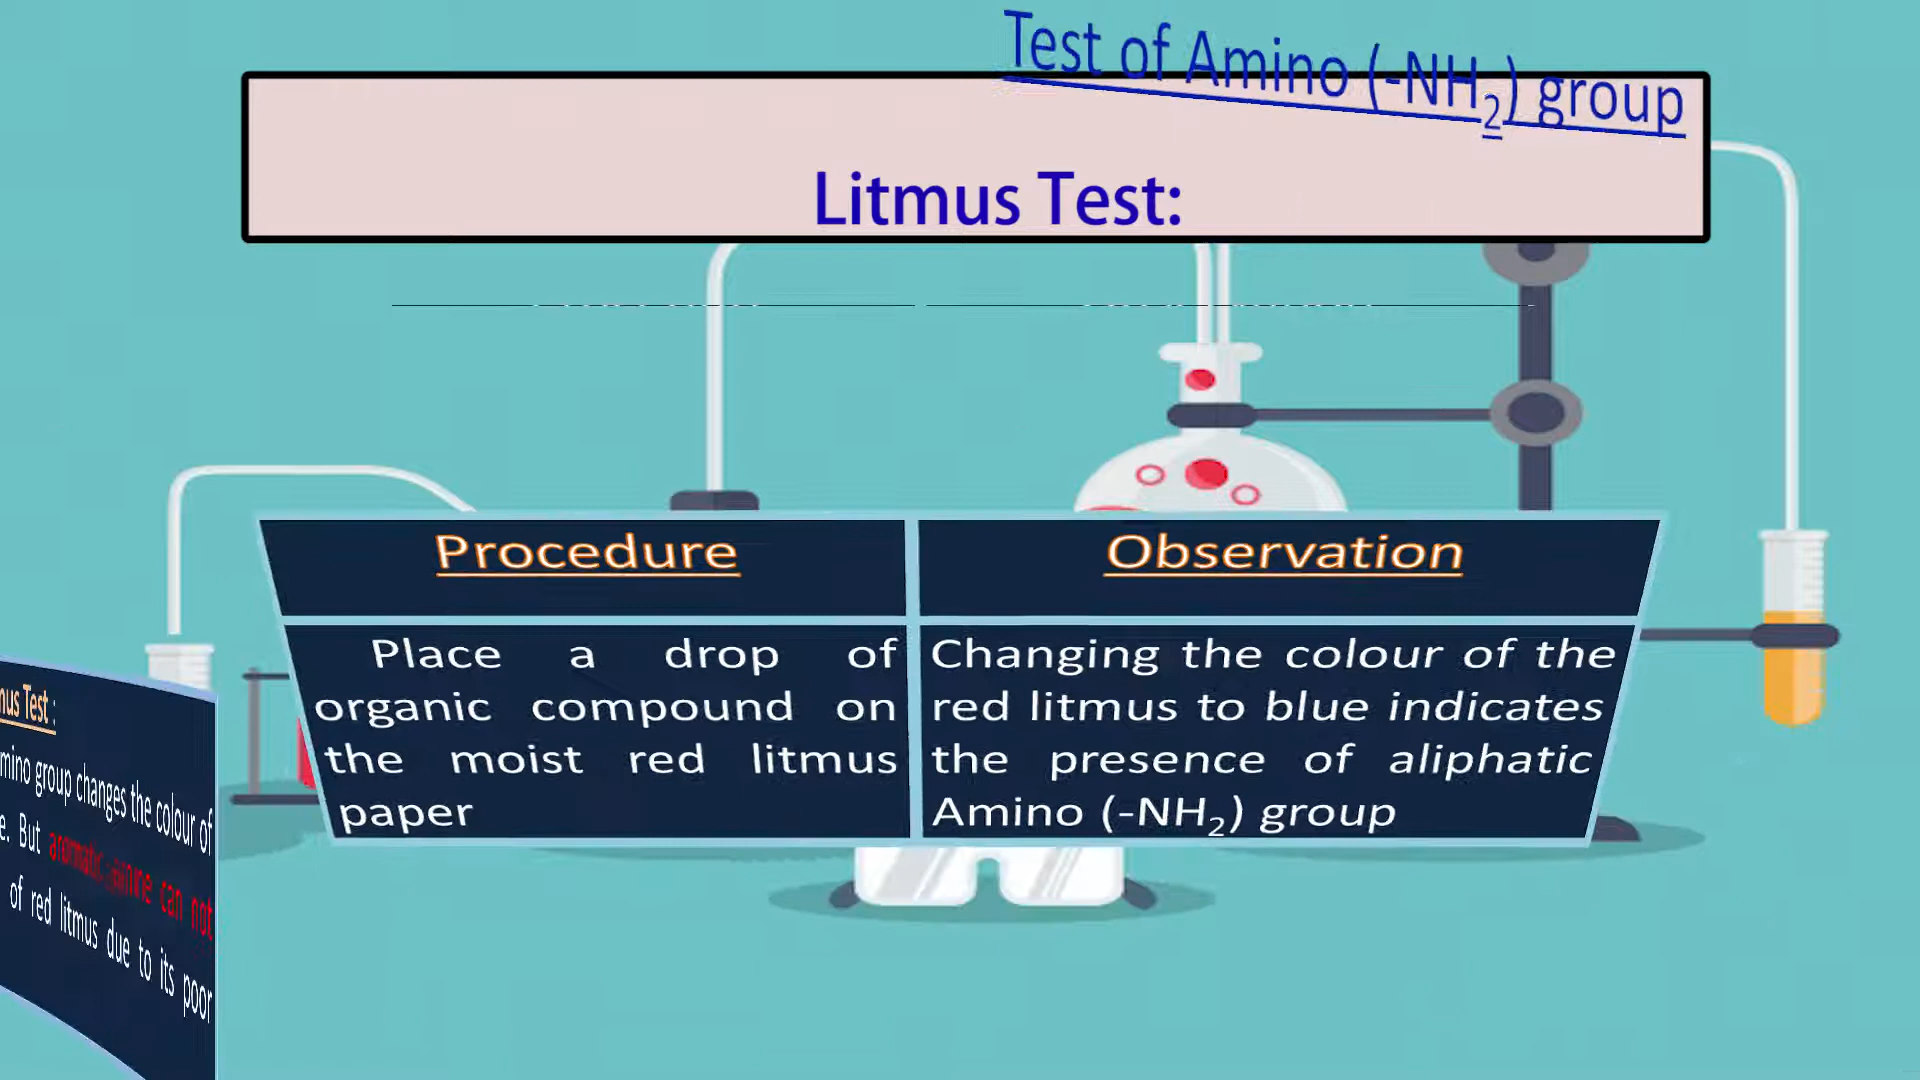 Test of Amino (-NH₂) group
Litmus Test:
Procedure
Observation
Place a drop of
organic compound on
the moist red litmus
paper
Changing the colour of the
red litmus to blue indicates
the presence of aliphatic
Amino (-NH₂) group
Test :
group changes the colour of
But aromatic amine can not
of red litmus due to its poor